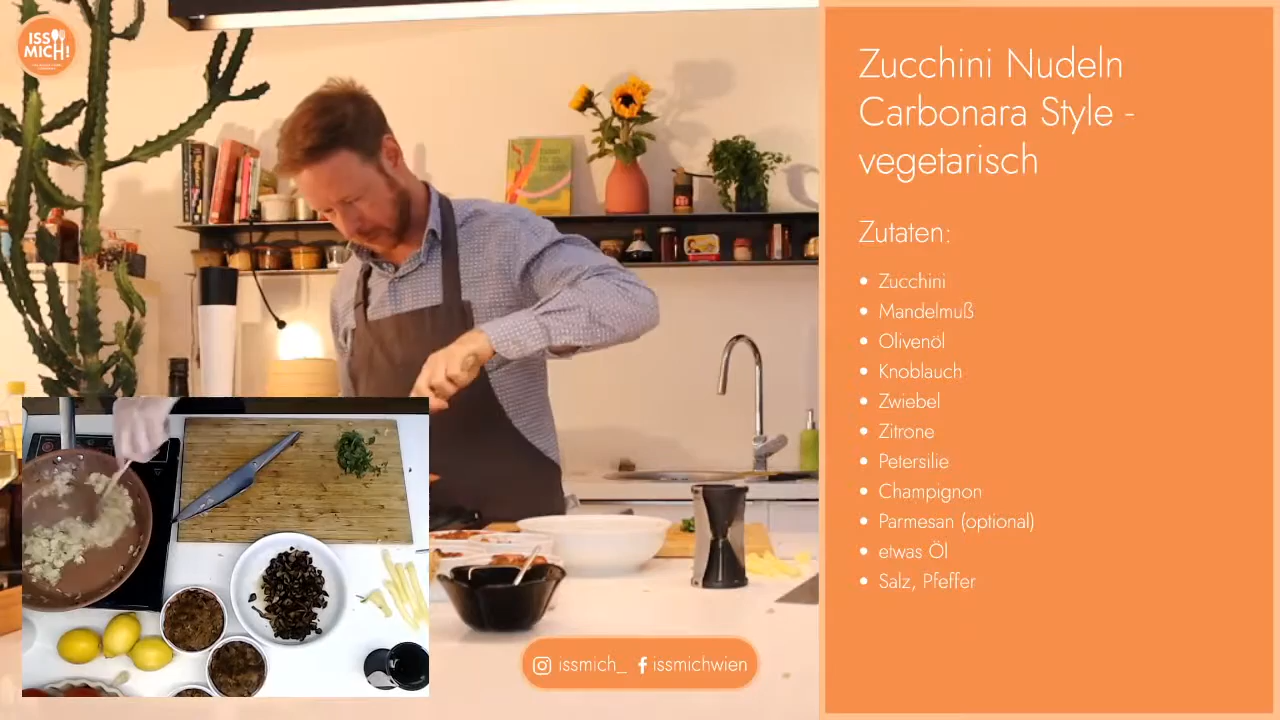 ISS
MICH!
Zucchini Nudeln
Carbonara Style -
vegetarisch
Zutaten:
Zucchini
Mandelmuß
Olivenöl
Knoblauch
Zwiebel
Zitrone
Petersilie
Champignon
Parmesan (optional)
etwas Öl
Salz, Pfeffer
issmich_ issmichwien